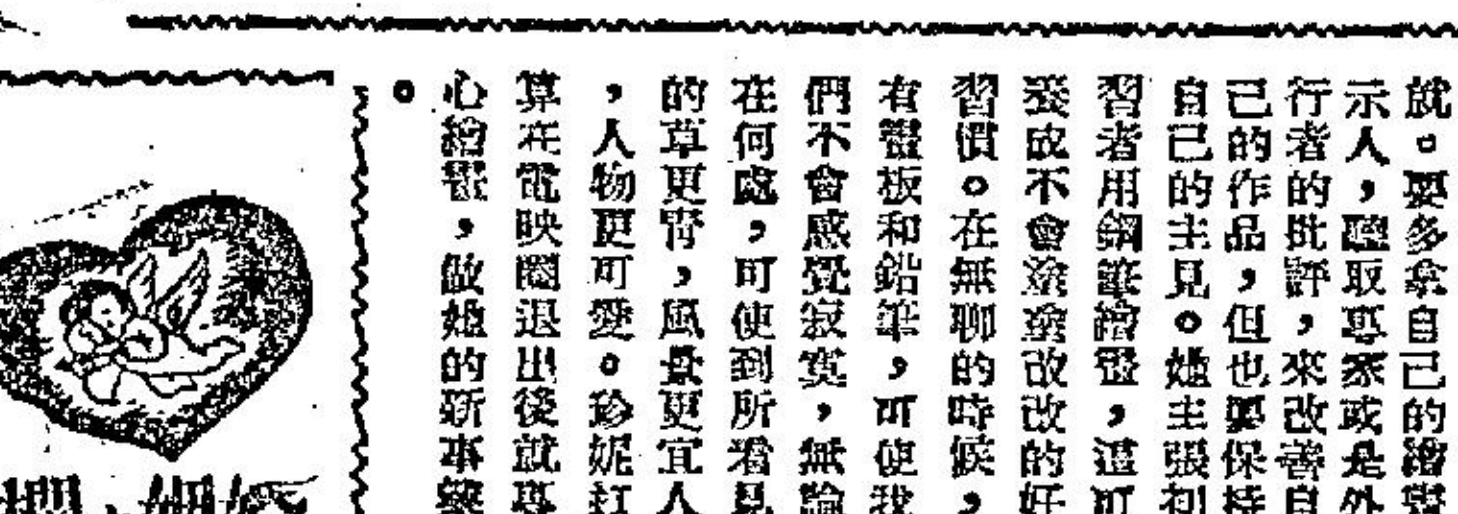 就。要多拿自己的繪畫
示人，聽取專家或是外
行者的批評，來改善自
己的作品，但也要保持
自己的主見。她主張初
習者用鋼筆繪畫，這可
養成不會塗塗改改的好
習慣。在無聊的時候，
有畫板和鉛筆，可使我
們不會感覺寂寞，無論
在何處，可使到所看見
的草更青，風景更宜人
，人物更可愛。珍妮打
算在電映圈退出後就專
心繪畫，做她的新事業
。